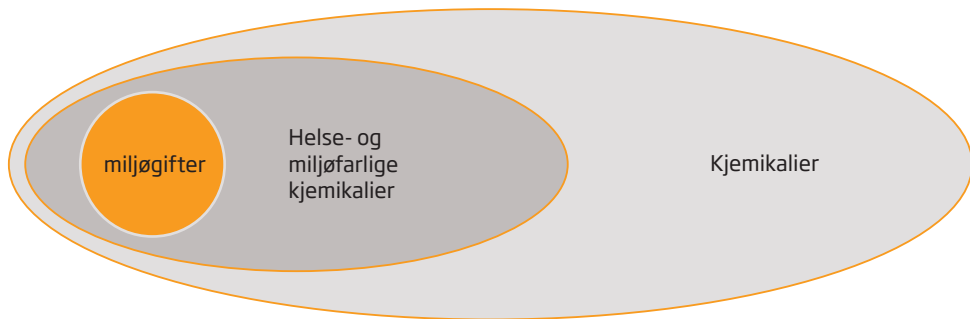 miljøgifter
Helse- og
miljøfarlige
kjemikalier
Kjemikalier